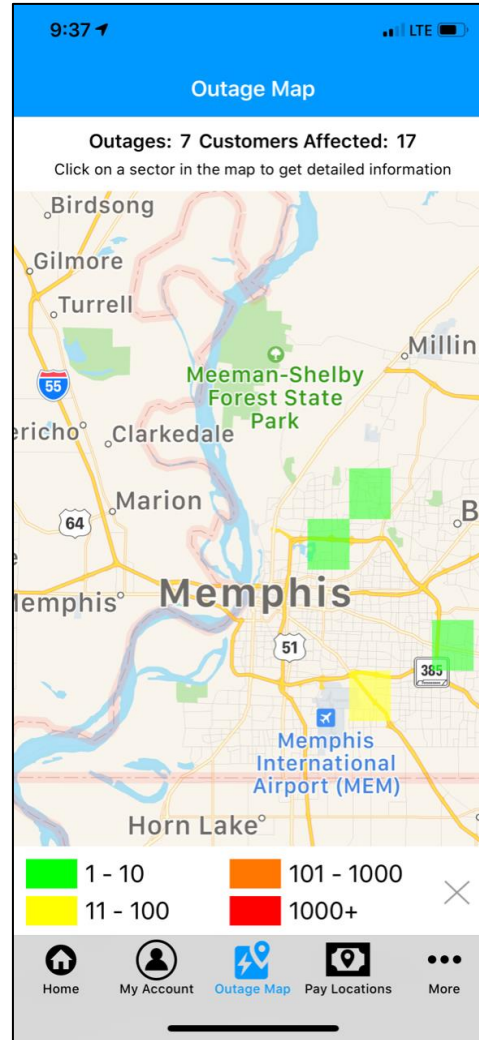 9:37
LTE
Outage Map
Outages: 7 Customers Affected: 17
Click on a sector in the map to get detailed information
Birdsong
Gilmore
Turrell
Millin
55
Meeman-Shelby
Forest State
Park
ericho
Clarkedale
Marion
64
B
e
Memphis
Memphis
51
385
Memphis
International
Airport (MEM)
Horn Lake
1 - 10
101 - 1000
11 - 100
1000+
Home
My Account
Outage Map
Pay Locations
More